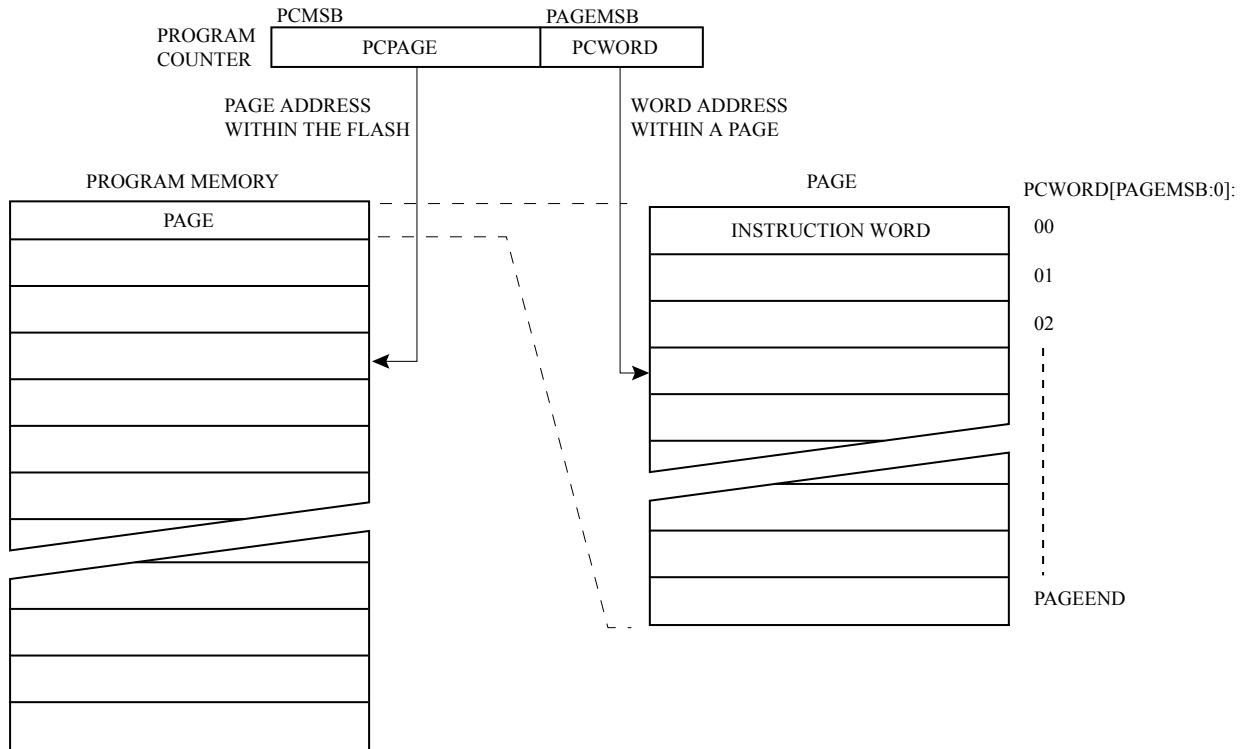 PCMSB
PAGEMSB
PROGRAM
COUNTER
PCPAGE
PCWORD
PAGE ADDRESS
WITHIN THE FLASH
WORD ADDRESS
WITHIN A PAGE
PROGRAM MEMORY
PAGE
PAGE
PCWORD[PAGEMSB:0]:
INSTRUCTION WORD
00
01
02
PAGEEND